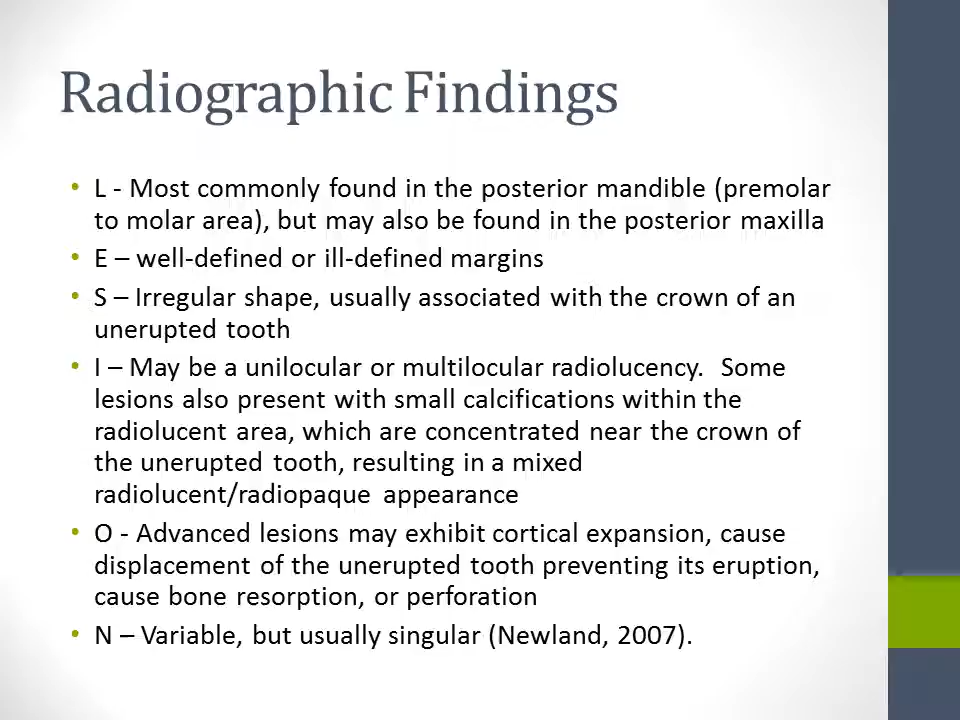 Radiographic Findings
• L - Most commonly found in the posterior mandible (premolar
to molar area), but may also be found in the posterior maxilla
• E – well-defined or ill-defined margins
• S – Irregular shape, usually associated with the crown of an
unerupted tooth
• I – May be a unilocular or multilocular radiolucency.  Some
lesions also present with small calcifications within the
radiolucent area, which are concentrated near the crown of
the unerupted tooth, resulting in a mixed
radiolucent/radiopaque appearance
• O - Advanced lesions may exhibit cortical expansion, cause
displacement of the unerupted tooth preventing its eruption,
cause bone resorption, or perforation
• N – Variable, but usually singular (Newland, 2007).